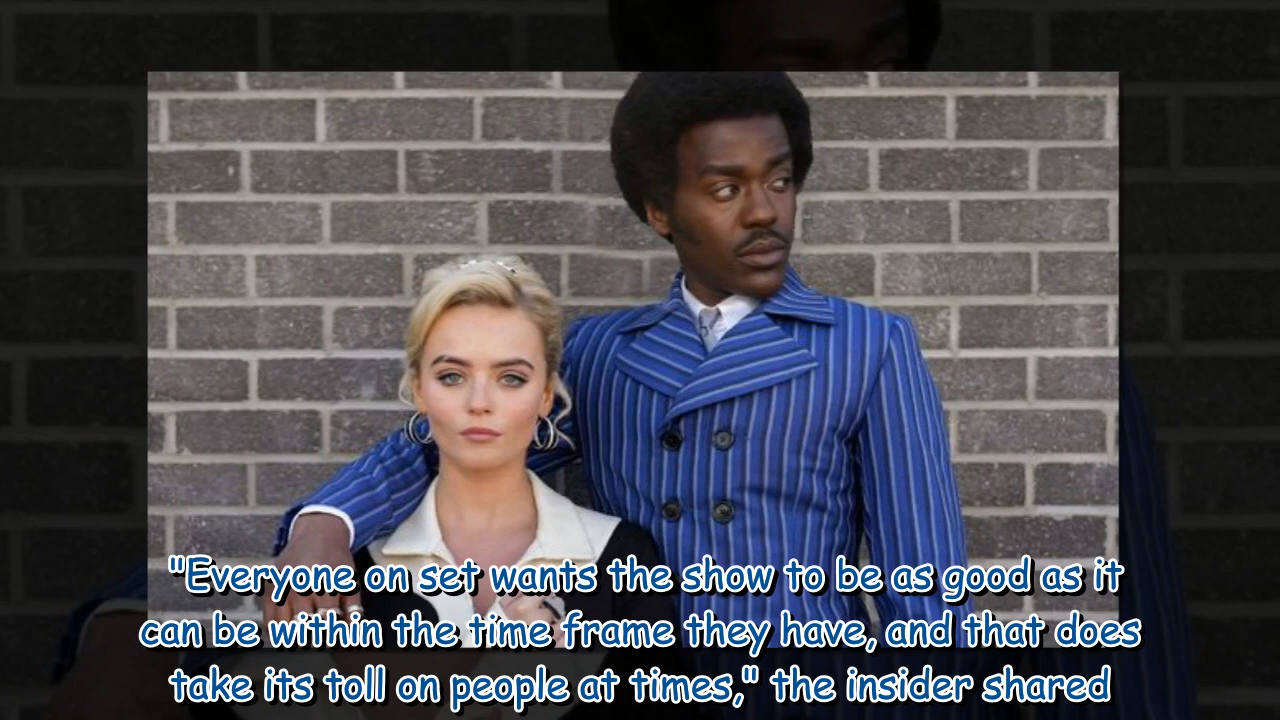 "Everyone on set wants the show to be as good as it
can be within the time frame they have, and that does
take its toll on people at times," the insider shared